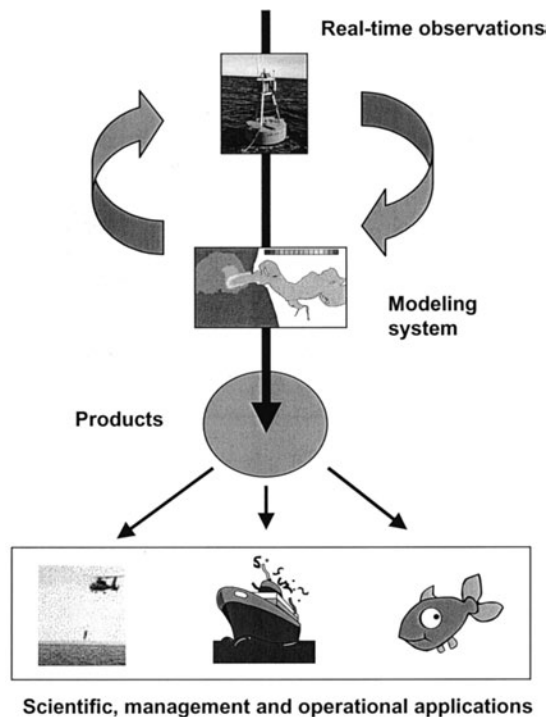 Real-time observations
Modeling
system
Products
Scientific, management and operational applications